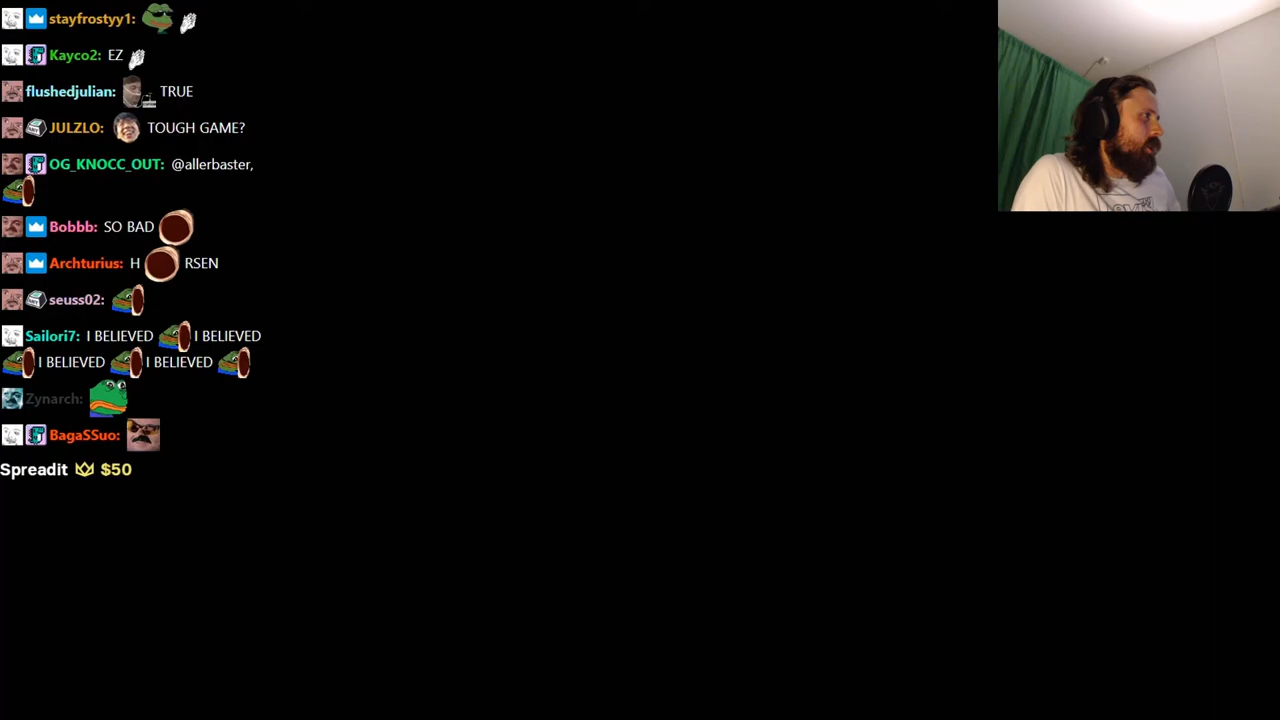 stayfrostyy1:
Kayco2: EZ
flushedjulian: TRUE
JULZLO: TOUGH GAME?
OG_KNOCC_OUT: @allerbaster,
Bobbb: SO BAD
Archturius: H RSEN
seuss02:
Sailori7: I BELIEVED I BELIEVED
I BELIEVED I BELIEVED
Zynarch:
BagaSSuo:
Spreadit $50